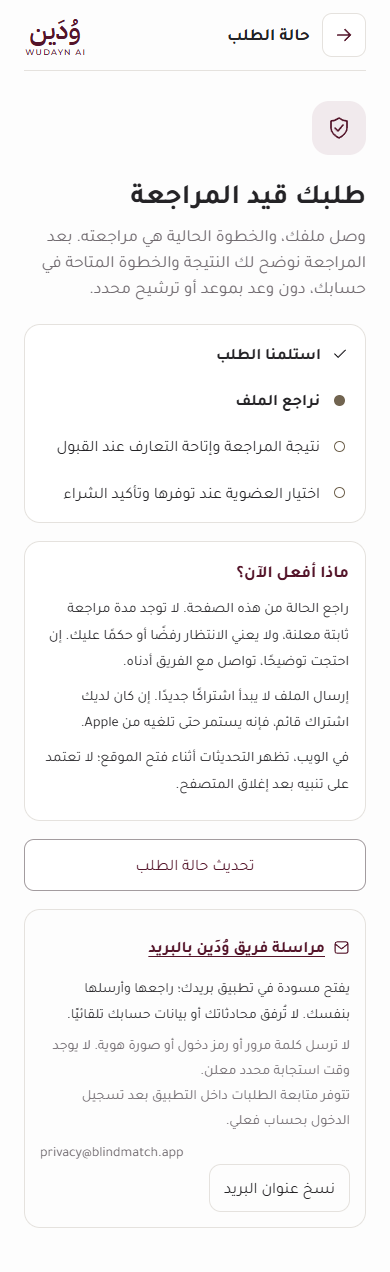 حالة الطلب
وُدَين
WUDAYN AI
طلبك قيد المراجعة
وصل ملفك، والخطوة الحالية هي مراجعته. بعد
المراجعة نوضح لك النتيجة والخطوة المتاحة في
حسابك، دون وعد بموعد أو ترشيح محدد.
استلمنا الطلب
نراجع الملف
نتيجة المراجعة وإتاحة التعارف عند القبول
اختيار العضوية عند توفرها وتأكيد الشراء
ماذا أفعل الآن؟
راجع الحالة من هذه الصفحة. لا توجد مدة مراجعة
ثابتة معلنة، ولا يعني الانتظار رفضًا أو حكمًا عليك. إن
احتجت توضيحًا، تواصل مع الفريق أدناه.
إرسال الملف لا يبدأ اشتراكًا جديدًا. إن كان لديك
اشتراك قائم، فإنه يستمر حتى تلغيه من Apple.
في الويب، تظهر التحديثات أثناء فتح الموقع؛ لا تعتمد
على تنبيه بعد إغلاق المتصفح.
تحديث حالة الطلب
مراسلة فريق وُدَين بالبريد
يفتح مسودة في تطبيق بريدك؛ راجعها وأرسلها
بنفسك. لا تُرفق محادثاتك أو بيانات حسابك تلقائيًا.
لا ترسل كلمة مرور أو رمز دخول أو صورة هوية. لا يوجد
وقت استجابة محدد معلن.
تتوفر متابعة الطلبات داخل التطبيق بعد تسجيل
الدخول بحساب فعلي.
privacy@blindmatch.app
نسخ عنوان البريد